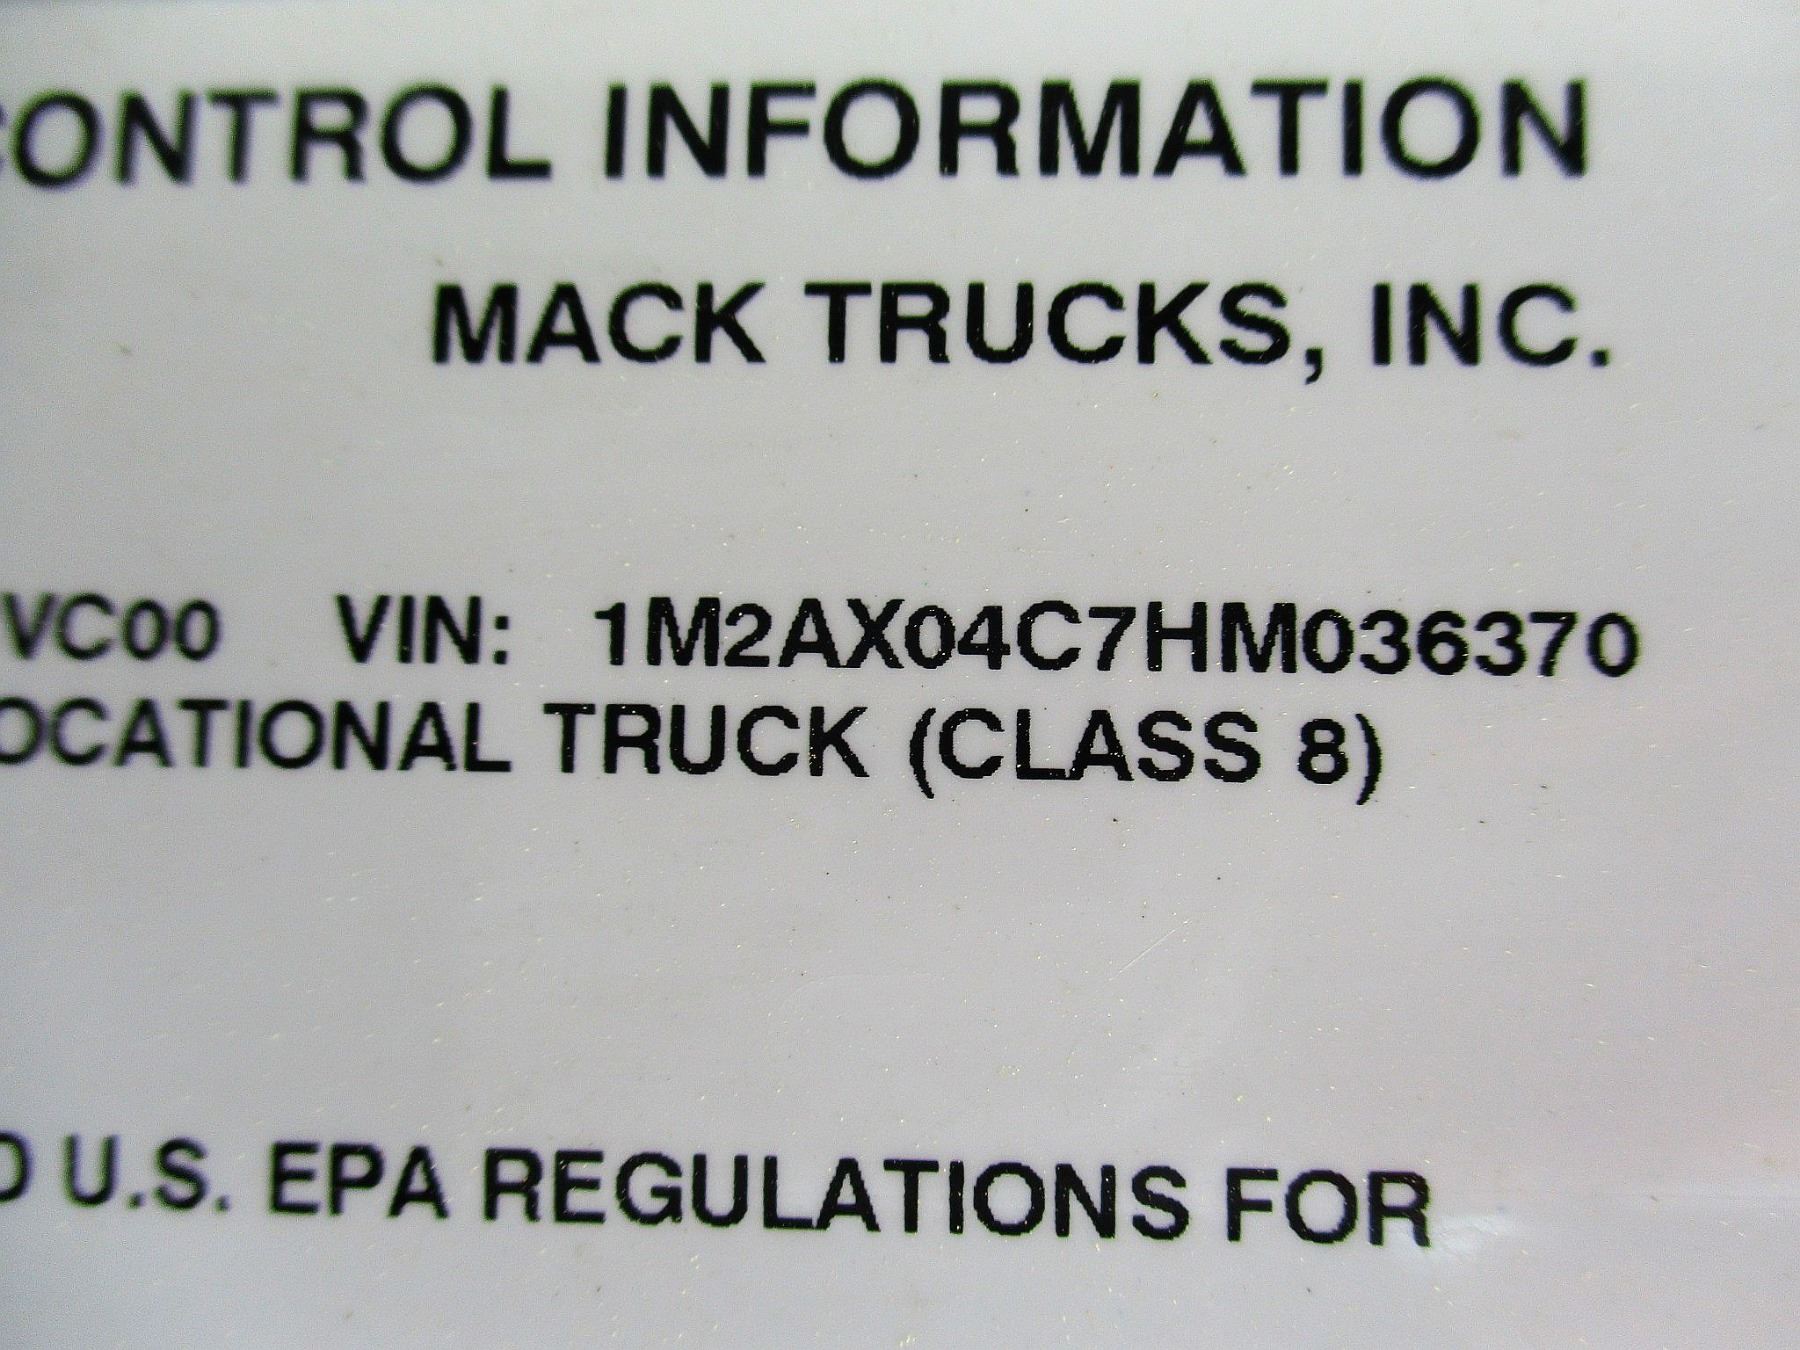 CONTROL INFORMATION
MACK TRUCKS, INC.
VC00 VIN: 1M2AX04C7HM036370
OCATIONAL TRUCK (CLASS 8)
D U.S. EPA REGULATIONS FOR